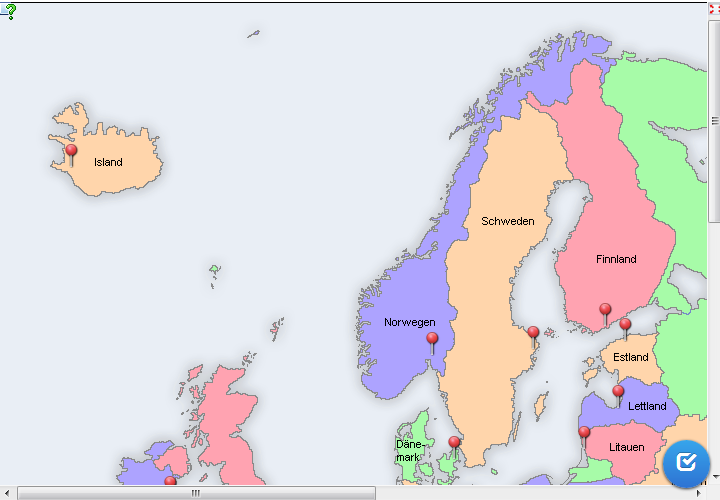 Island
Schweden
Finnland
Norwegen
Estland
Lettland
Däne-
mark
Litauen